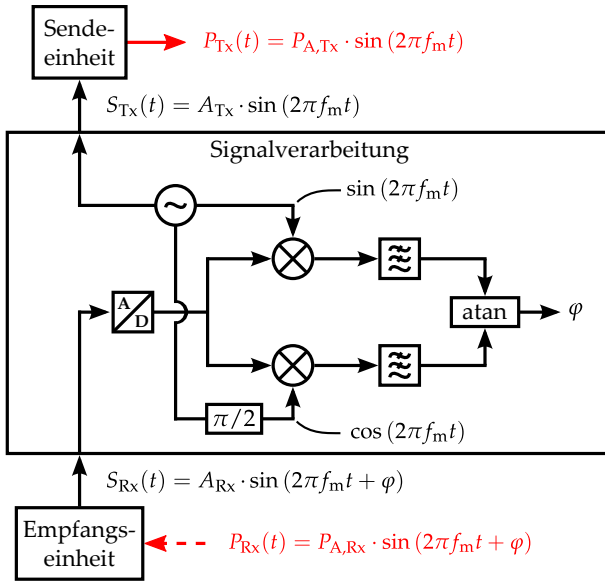 Sende-
einheit
P_Tx(t) = P_A,Tx · sin (2πf_m t)
S_Tx(t) = A_Tx · sin (2πf_m t)
Signalverarbeitung
~
sin (2πf_m t)
A
D
atan
φ
π/2
cos (2πf_m t)
S_Rx(t) = A_Rx · sin (2πf_m t + φ)
Empfangs-
einheit
P_Rx(t) = P_A,Rx · sin (2πf_m t + φ)